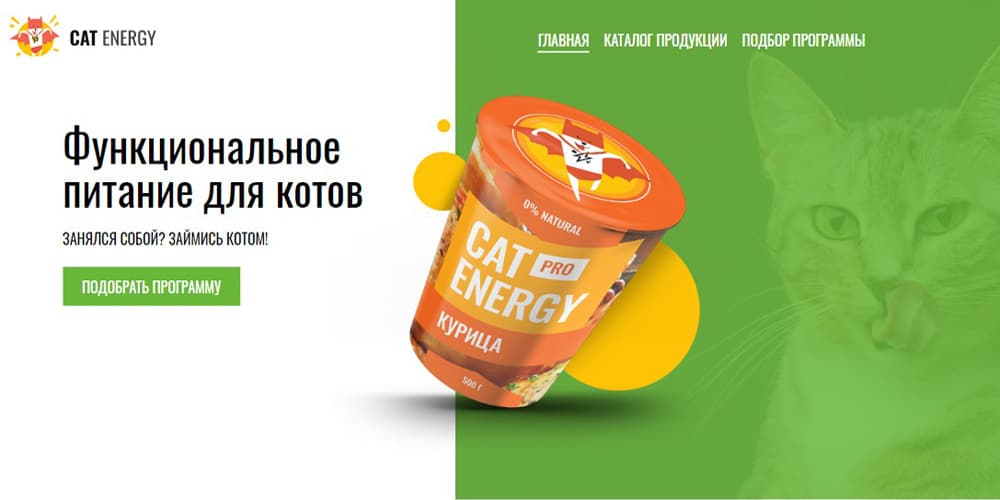 CAT ENERGY
ГЛАВНАЯ КАТАЛОГ ПРОДУКЦИИ ПОДБОР ПРОГРАММЫ
Функциональное
питание для котов
ЗАНЯЛСЯ СОБОЙ? ЗАЙМИСЬ КОТОМ!
ПОДОБРАТЬ ПРОГРАММУ
0% NATURAL
CAT PRO
ENERGY
КУРИЦА
500 Г